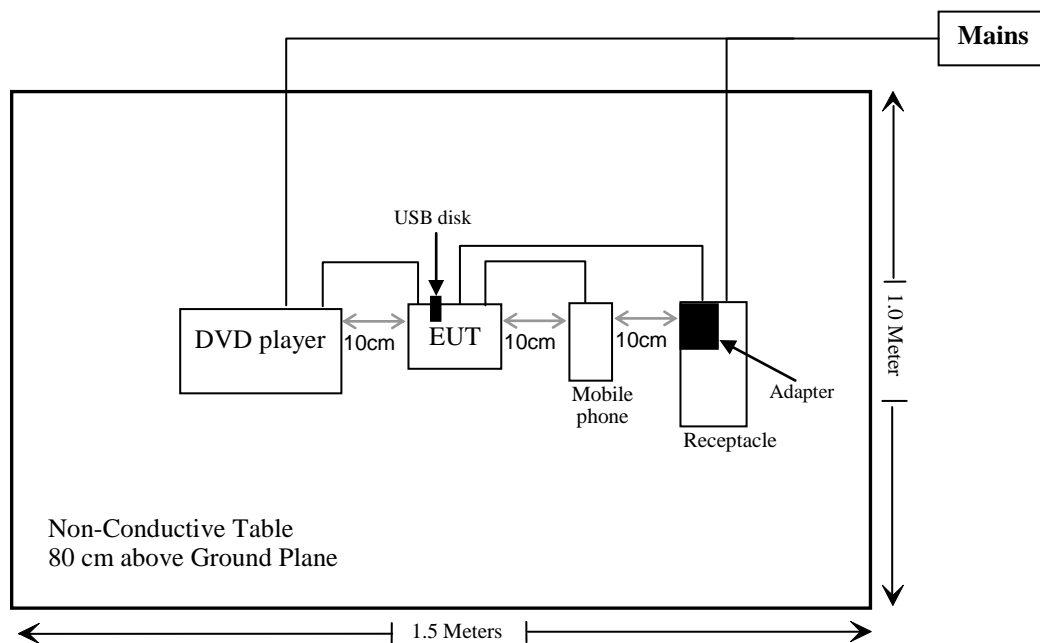 Mains
USB disk
DVD player
10cm
EUT
10cm
10cm
Mobile
phone
Adapter
Receptacle
1.0 Meter
Non-Conductive Table
80 cm above Ground Plane
1.5 Meters